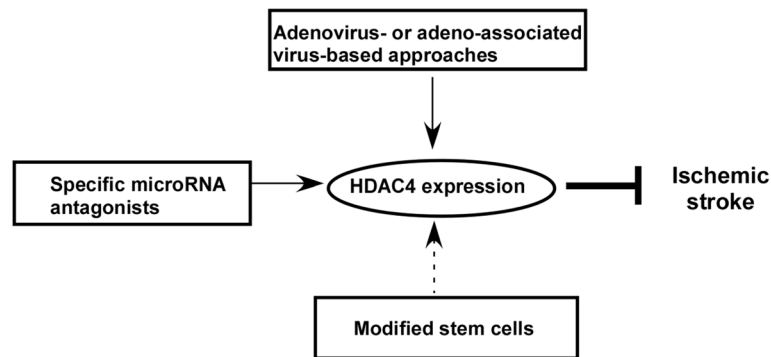 Adenovirus- or adeno-associated
virus-based approaches
Specific microRNA
antagonists
HDAC4 expression
Ischemic
stroke
Modified stem cells